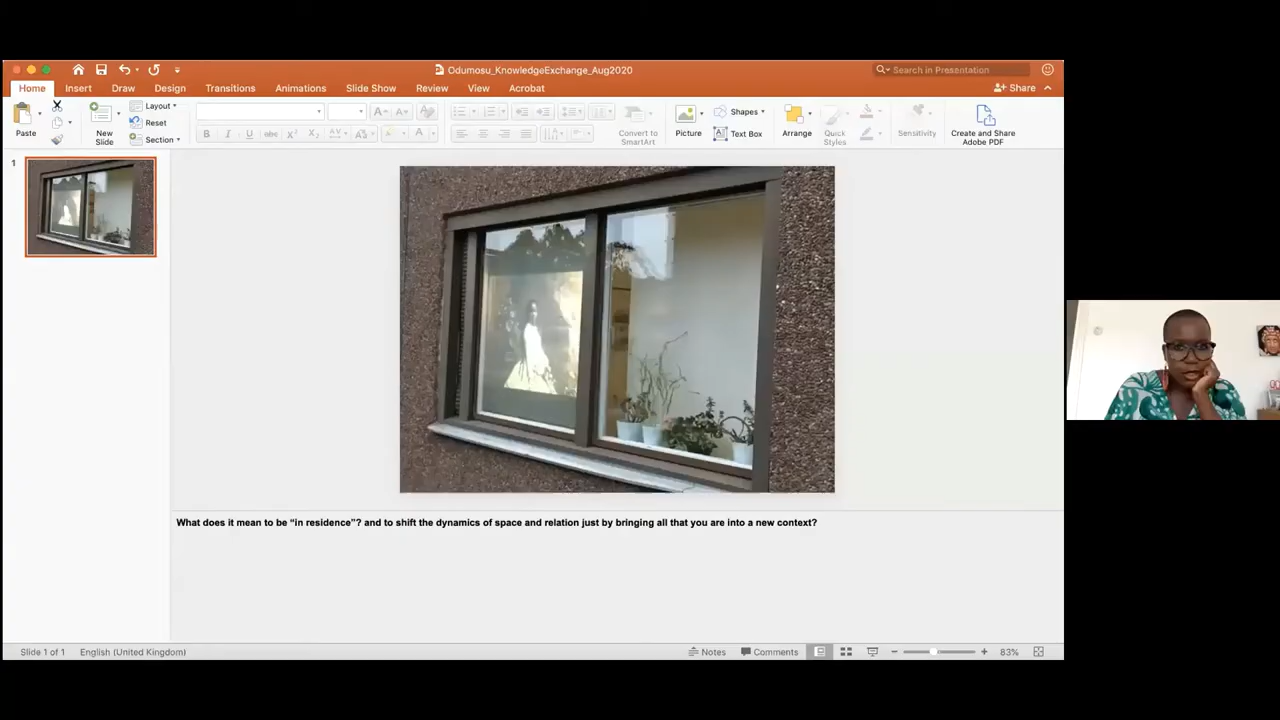 Odumosu_KnowledgeExchange_Aug2020
Search in Presentation
Home Insert Draw Design Transitions Animations Slide Show Review View Acrobat
Share
Paste
New Slide
Layout
Reset
Section
Convert to SmartArt
Picture
Shapes
Text Box
Arrange
Quick Styles
Sensitivity
Create and Share Adobe PDF
1
What does it mean to be “in residence”? and to shift the dynamics of space and relation just by bringing all that you are into a new context?
Slide 1 of 1 English (United Kingdom)
Notes Comments 83%